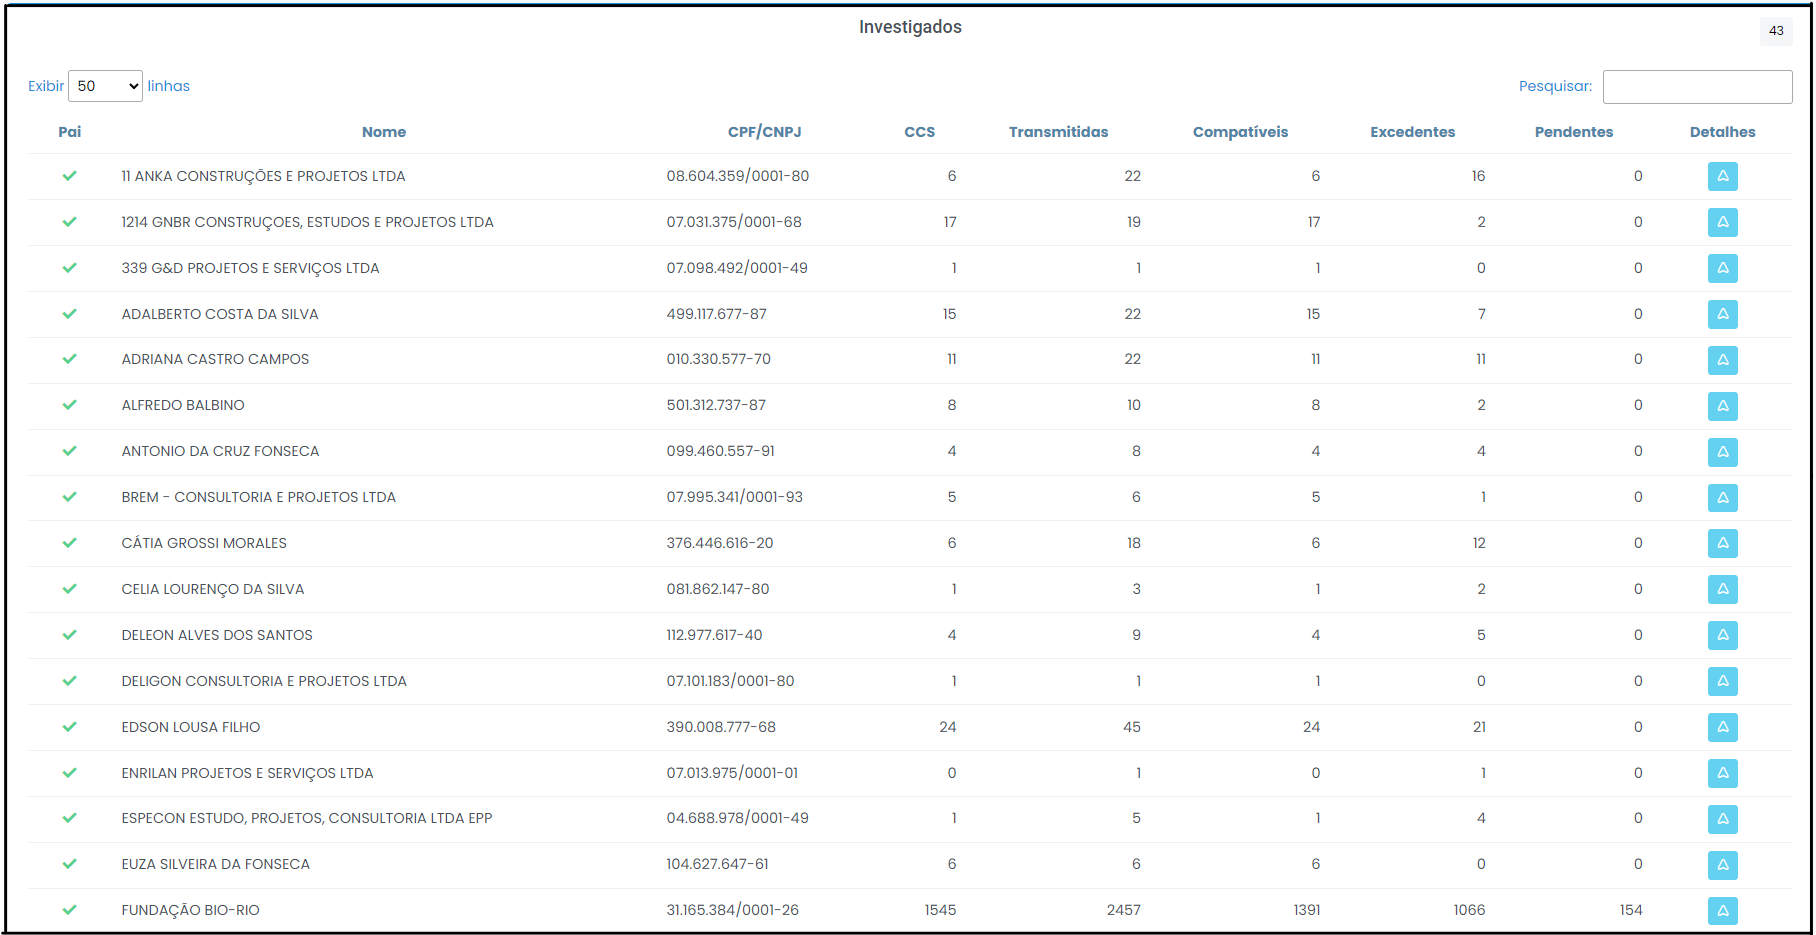 Investigados
43
Exibir 50 linhas
Pesquisar:
Pai Nome CPF/CNPJ CCS Transmitidas Compatíveis Excedentes Pendentes Detalhes
11 ANKA CONSTRUÇÕES E PROJETOS LTDA 08.604.359/0001-80 6 22 6 16 0
1214 GNBR CONSTRUÇOES, ESTUDOS E PROJETOS LTDA 07.031.375/0001-68 17 19 17 2 0
339 G&D PROJETOS E SERVIÇOS LTDA 07.098.492/0001-49 1 1 1 0 0
ADALBERTO COSTA DA SILVA 499.117.677-87 15 22 15 7 0
ADRIANA CASTRO CAMPOS 010.330.577-70 11 22 11 11 0
ALFREDO BALBINO 501.312.737-87 8 10 8 2 0
ANTONIO DA CRUZ FONSECA 099.460.557-91 4 8 4 4 0
BREM - CONSULTORIA E PROJETOS LTDA 07.995.341/0001-93 5 6 5 1 0
CÁTIA GROSSI MORALES 376.446.616-20 6 18 6 12 0
CELIA LOURENÇO DA SILVA 081.862.147-80 1 3 1 2 0
DELEON ALVES DOS SANTOS 112.977.617-40 4 9 4 5 0
DELIGON CONSULTORIA E PROJETOS LTDA 07.101.183/0001-80 1 1 1 0 0
EDSON LOUSA FILHO 390.008.777-68 24 45 24 21 0
ENRILAN PROJETOS E SERVIÇOS LTDA 07.013.975/0001-01 0 1 0 1 0
ESPECON ESTUDO, PROJETOS, CONSULTORIA LTDA EPP 04.688.978/0001-49 1 5 1 4 0
EUZA SILVEIRA DA FONSECA 104.627.647-61 6 6 6 0 0
FUNDAÇÃO BIO-RIO 31.165.384/0001-26 1545 2457 1391 1066 154